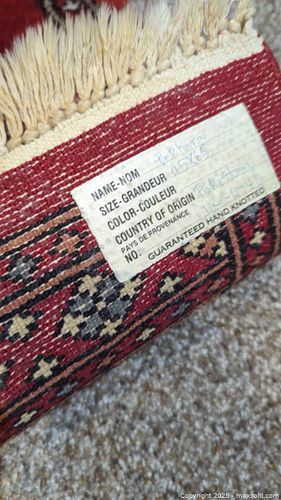 NAME-NOM Bokhara
SIZE-GRANDEUR
COLOR-COULEUR
COUNTRY OF ORIGIN
PAYS DE PROVENANCE
NO.
GUARANTEED HAND KNOTTED
Copyright 2025 - maxsold.com